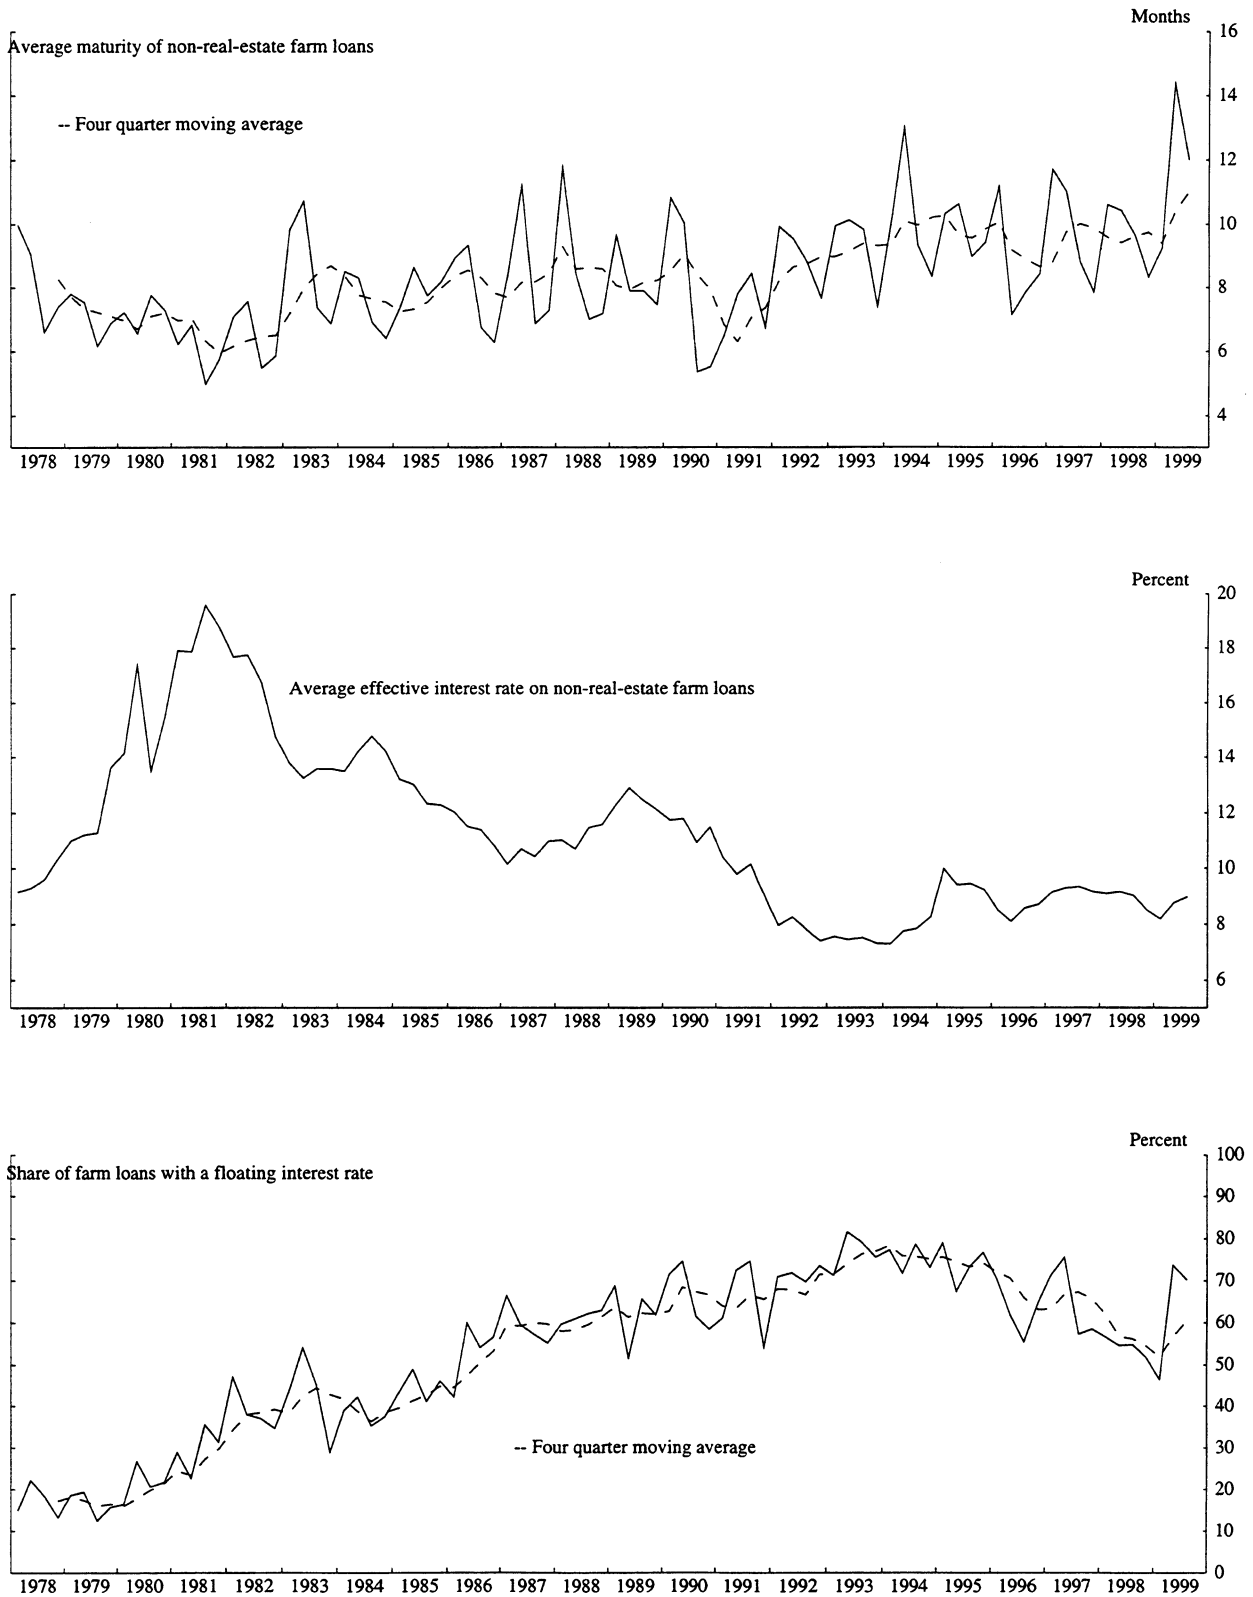 Months
Average maturity of non-real-estate farm loans
-- Four quarter moving average
16
14
12
10
8
6
4
1978 1979 1980 1981 1982 1983 1984 1985 1986 1987 1988 1989 1990 1991 1992 1993 1994 1995 1996 1997 1998 1999
Percent
20
18
Average effective interest rate on non-real-estate farm loans
16
14
12
10
8
6
1978 1979 1980 1981 1982 1983 1984 1985 1986 1987 1988 1989 1990 1991 1992 1993 1994 1995 1996 1997 1998 1999
Percent
Share of farm loans with a floating interest rate
100
90
80
70
60
50
40
-- Four quarter moving average
30
20
10
0
1978 1979 1980 1981 1982 1983 1984 1985 1986 1987 1988 1989 1990 1991 1992 1993 1994 1995 1996 1997 1998 1999